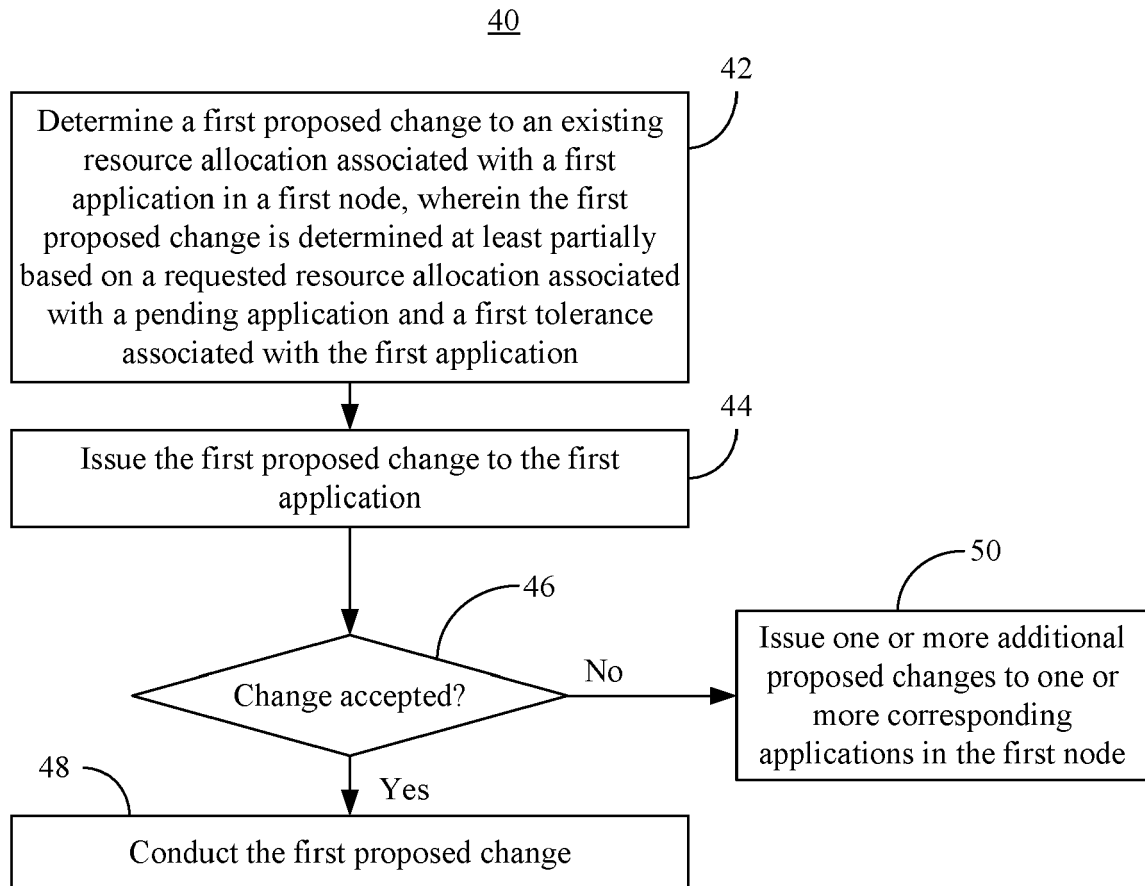 40
42
Determine a first proposed change to an existing
resource allocation associated with a first
application in a first node, wherein the first
proposed change is determined at least partially
based on a requested resource allocation associated
with a pending application and a first tolerance
associated with the first application
44
Issue the first proposed change to the first
application
46
Change accepted?
No
50
Issue one or more additional
proposed changes to one or
more corresponding
applications in the first node
Yes
48
Conduct the first proposed change